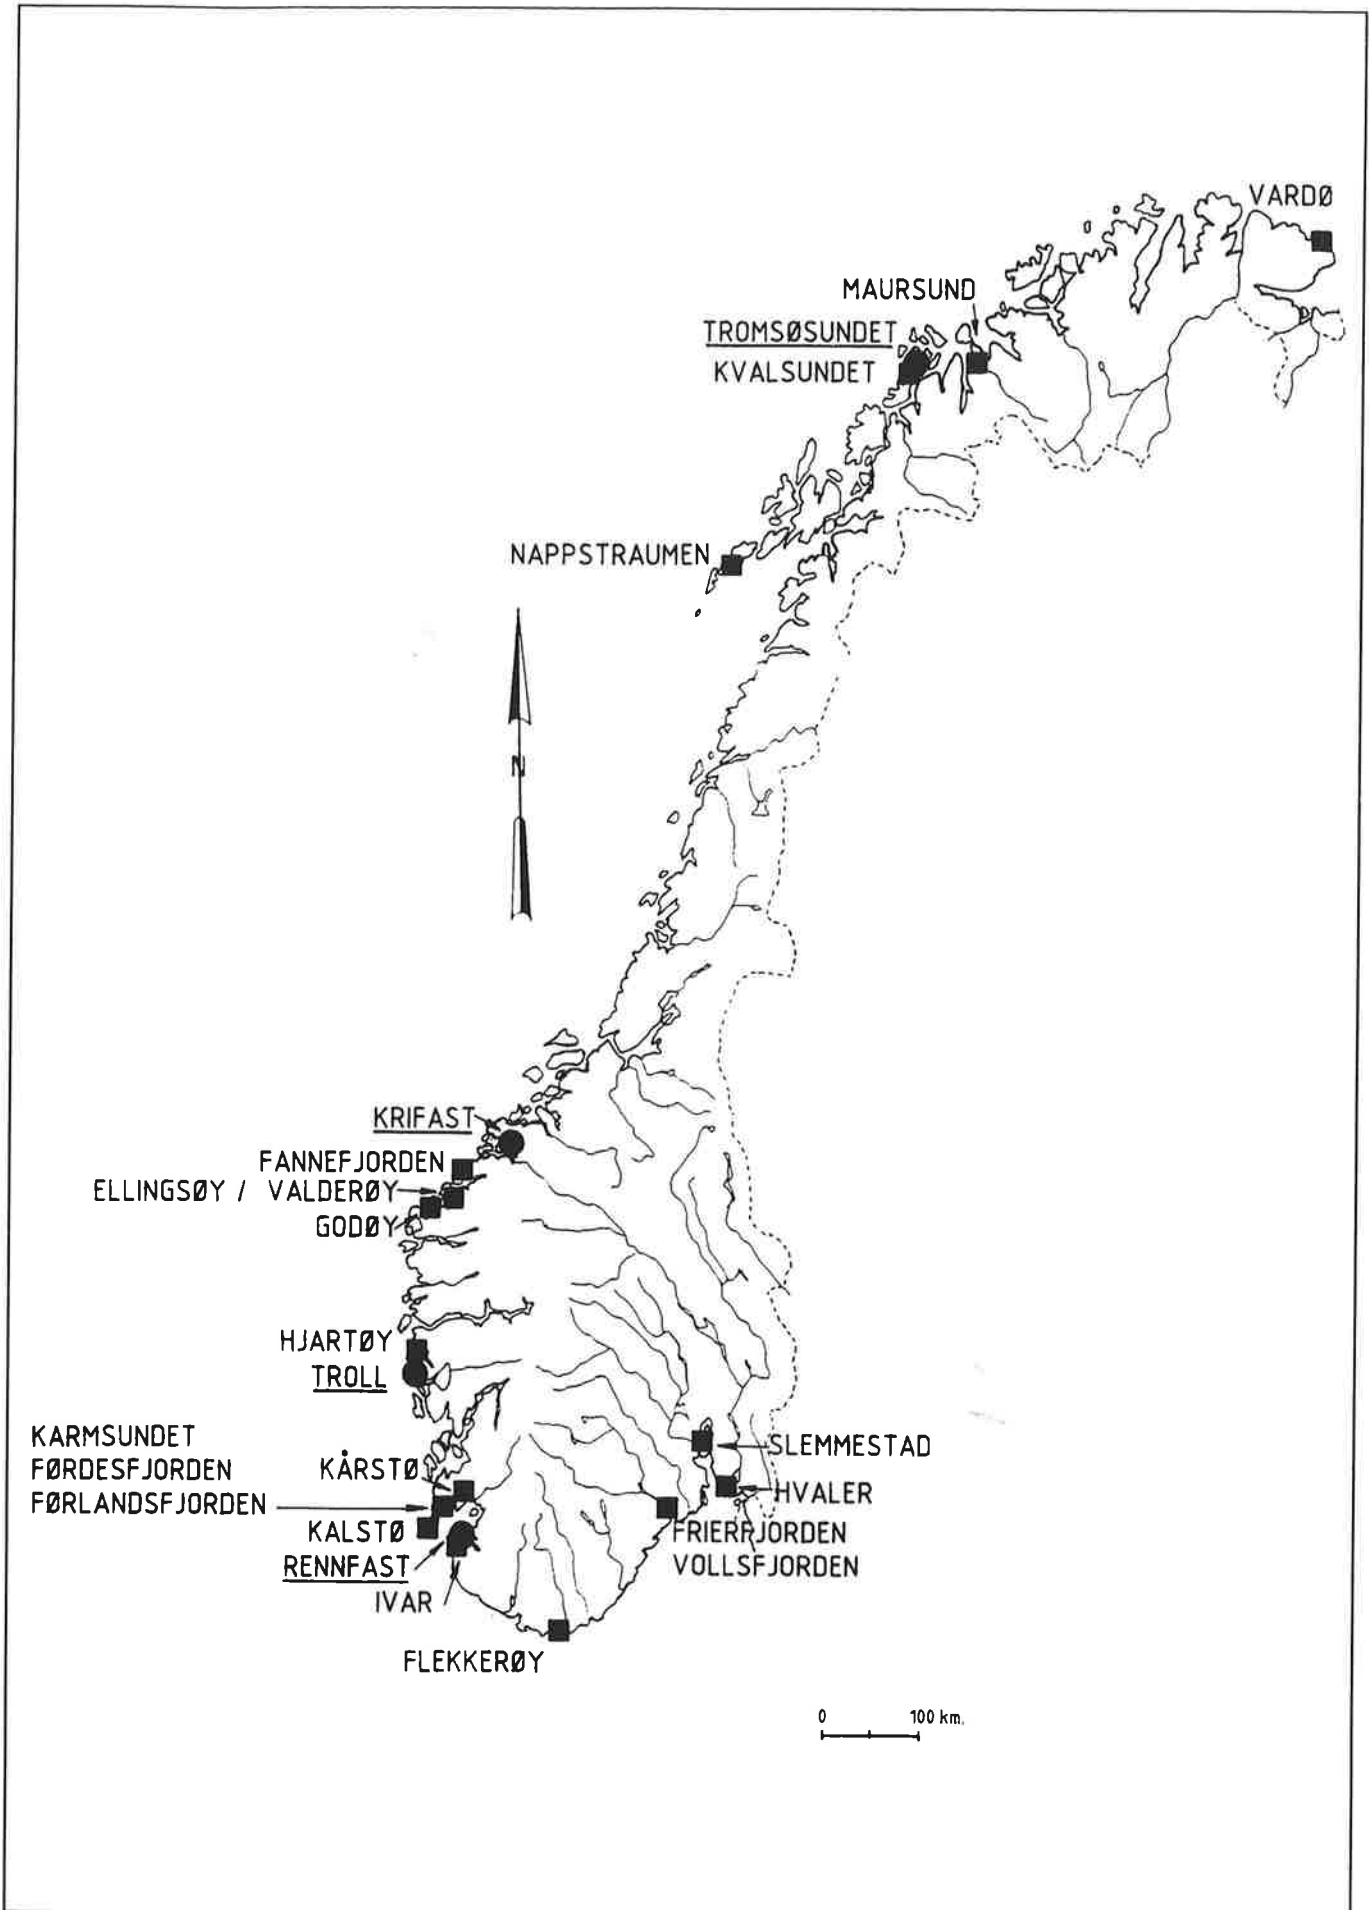 VARDØ
MAURSUND
TROMSØSUNDET
KVALSUNDET
NAPPSTRAUMEN
N
KRIFAST
FANNEFJORDEN
ELLINGSØY / VALDERØY
GODØY
HJARTØY
TROLL
KARMSUNDET
FØRDESFJORDEN
FØRLANDSFJORDEN
KÅRSTØ
KALSTØ
RENNFAST
IVAR
FLEKKERØY
SLEMMESTAD
HVALER
FRIERFJORDEN
VOLLSFJORDEN
0 100 km.